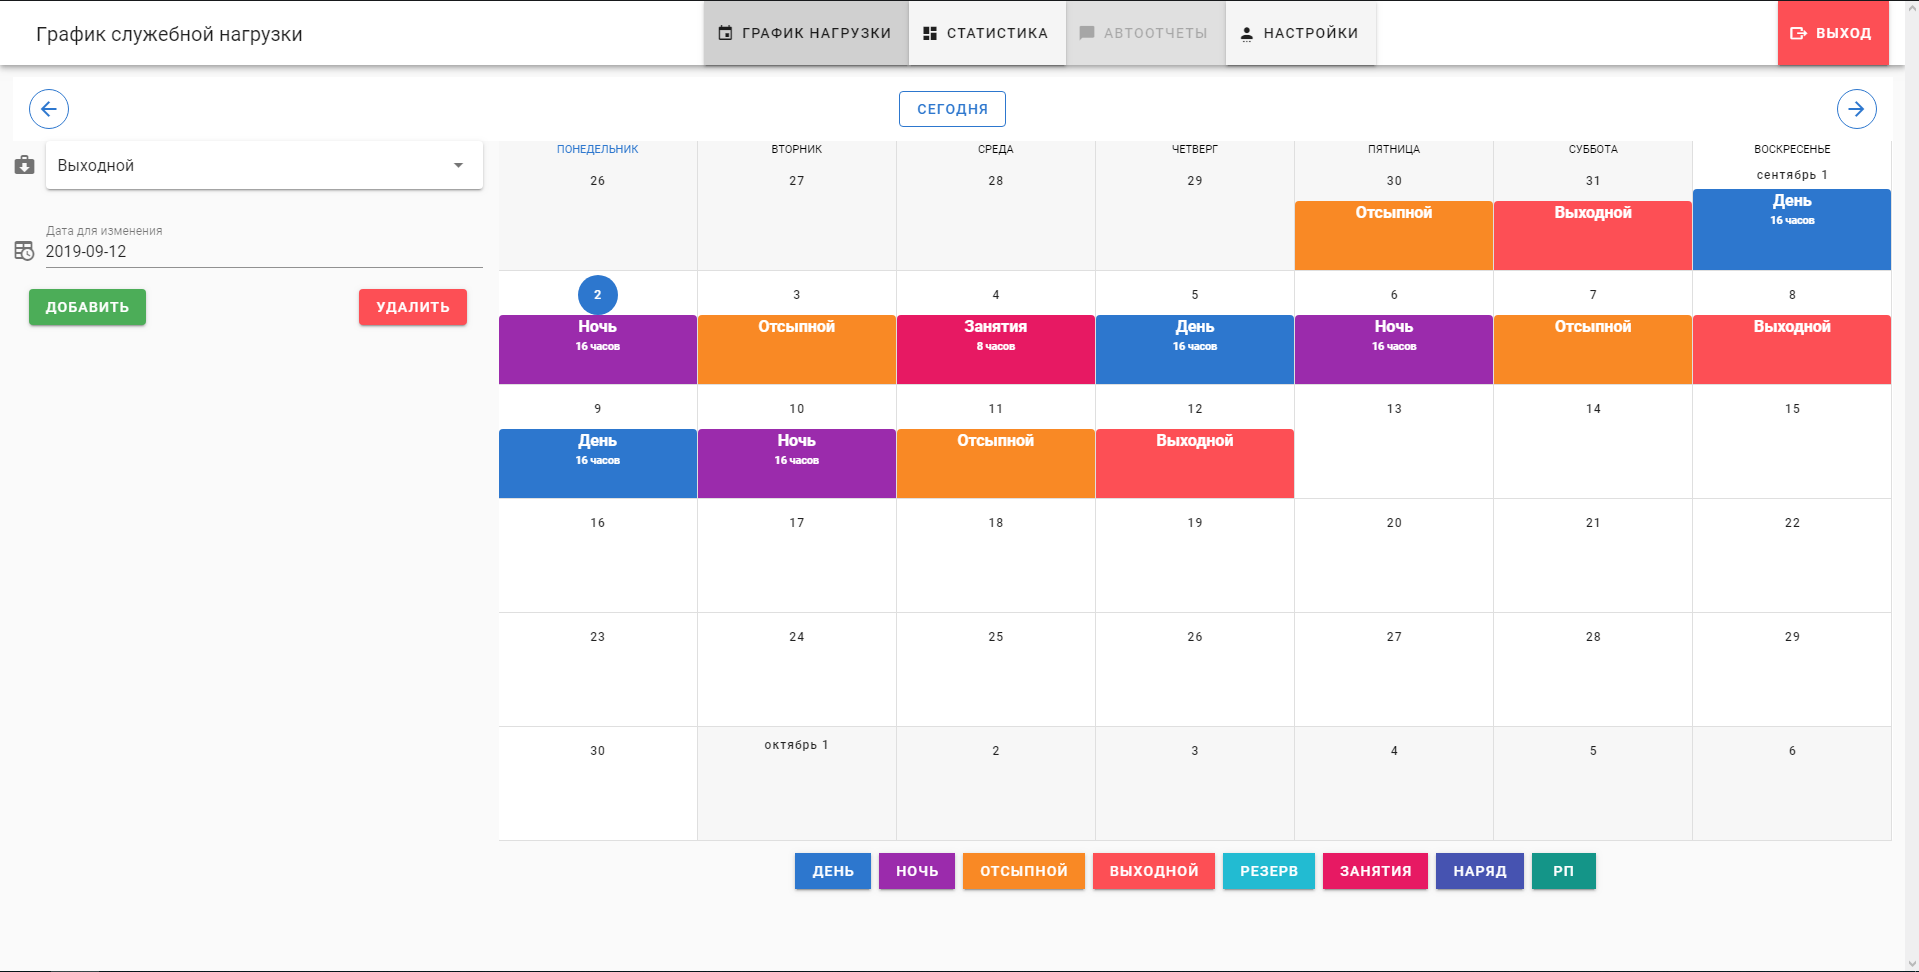 График служебной нагрузки
ГРАФИК НАГРУЗКИ
СТАТИСТИКА
АВТООТЧЕТЫ
НАСТРОЙКИ
ВЫХОД
СЕГОДНЯ
Выходной
Дата для изменения
2019-09-12
ДОБАВИТЬ
УДАЛИТЬ
ПОНЕДЕЛЬНИК ВТОРНИК СРЕДА ЧЕТВЕРГ ПЯТНИЦА СУББОТА ВОСКРЕСЕНЬЕ
26 27 28 29 30 31 сентябрь 1
Отсыпной Выходной День
16 часов
2 3 4 5 6 7 8
Ночь Отсыпной Занятия День Ночь Отсыпной Выходной
16 часов 8 часов 16 часов 16 часов
9 10 11 12 13 14 15
День Ночь Отсыпной Выходной
16 часов 16 часов
16 17 18 19 20 21 22
23 24 25 26 27 28 29
30 октябрь 1 2 3 4 5 6
ДЕНЬ НОЧЬ ОТСЫПНОЙ ВЫХОДНОЙ РЕЗЕРВ ЗАНЯТИЯ НАРЯД РП